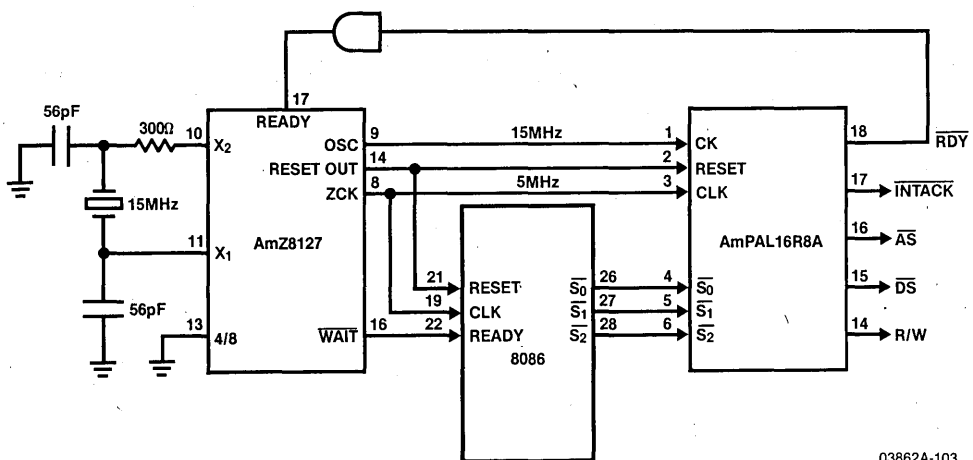 17
READY
56pF
300Ω
10
X2
15MHz
11
X1
56pF
13
4/8
AmZ8127
OSC
9
RESET OUT
14
ZCK
8
WAIT
16
15MHz
5MHz
21
RESET
19
CLK
22
READY
8086
S0
26
S1
27
S2
28
1
CK
2
RESET
3
CLK
AmPAL16R8A
4
S0
5
S1
6
S2
18
RDY
17
INTACK
16
AS
15
DS
14
R/W
03862A-103